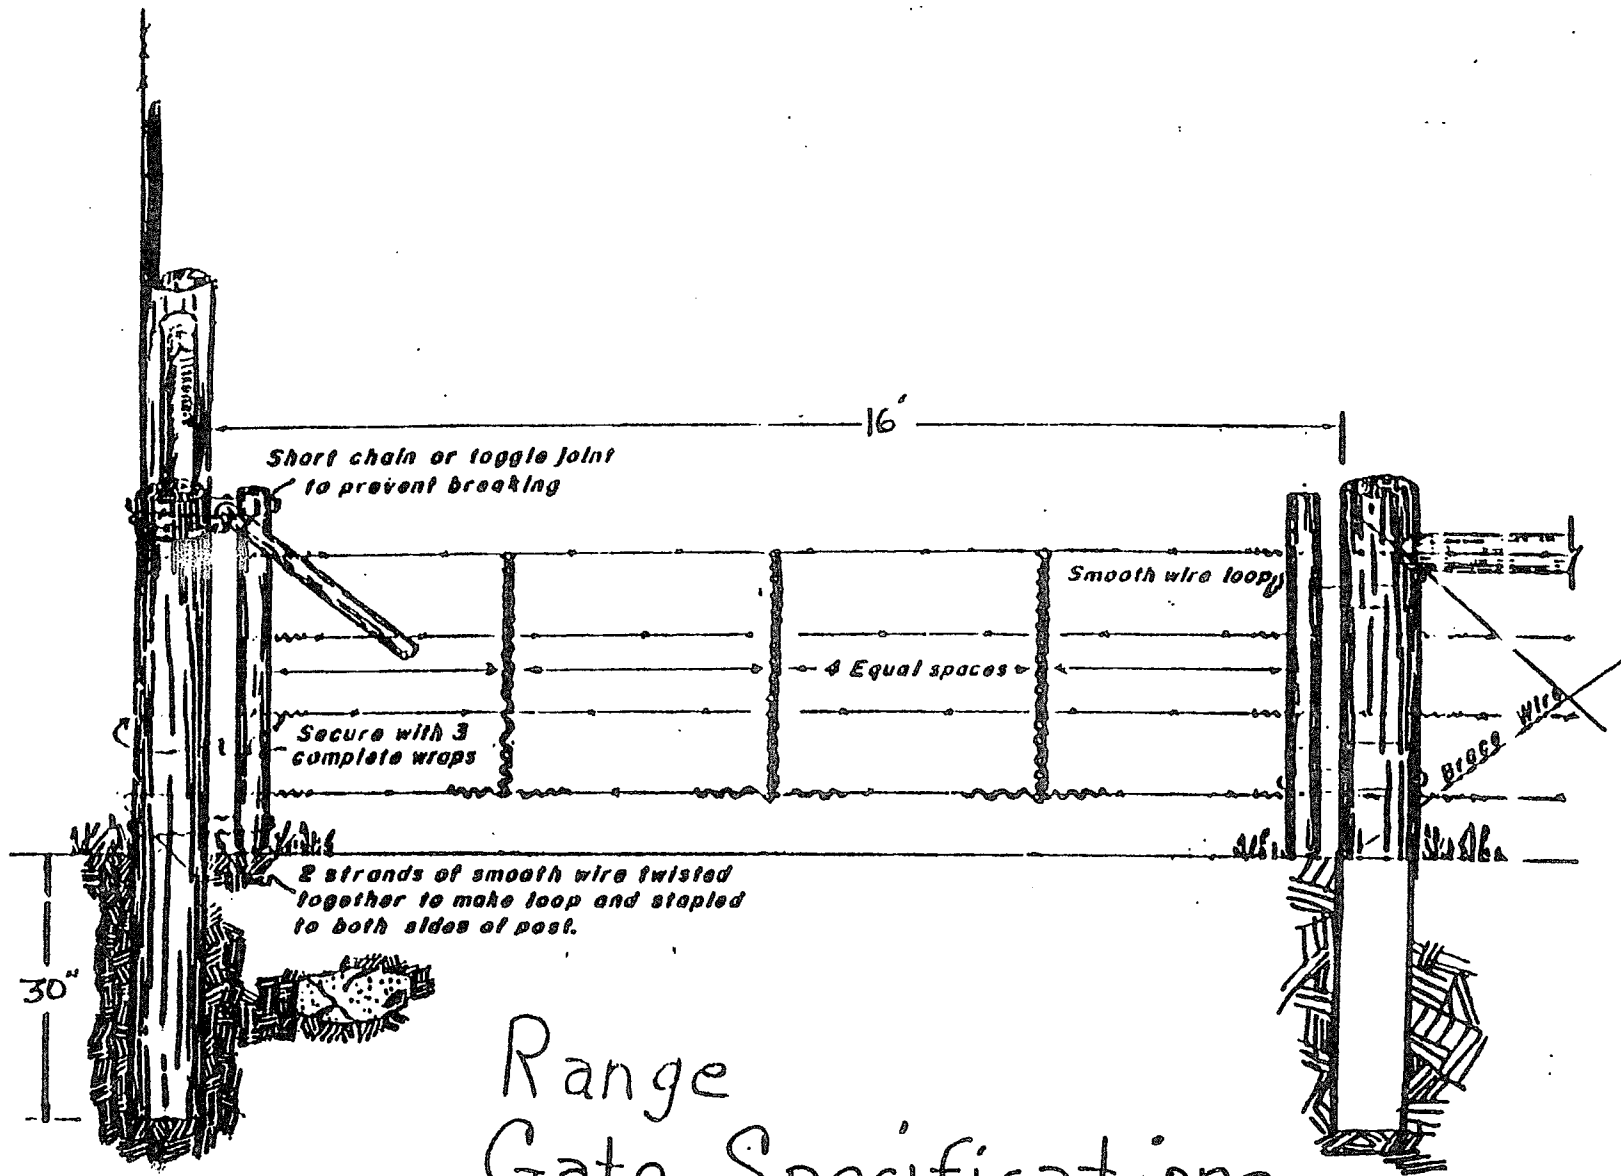 16'
Short chain or toggle joint
to prevent breaking
Smooth wire loop
4 Equal spaces
Secure with 3
complete wraps
Brace Wire
2 strands of smooth wire twisted
together to make loop and stapled
to both sides of post.
30"
Range
Gate Specifications